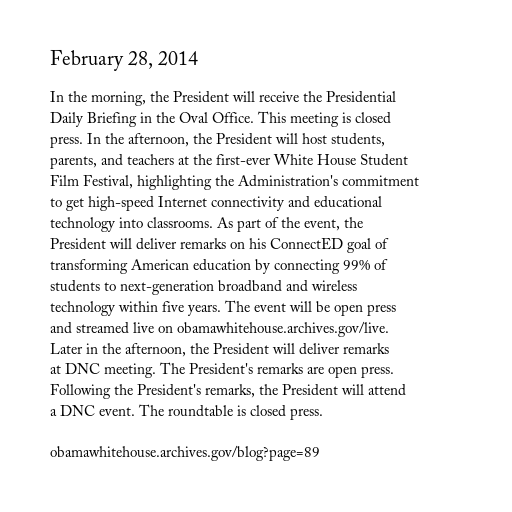 February 28, 2014
In the morning, the President will receive the Presidential
Daily Briefing in the Oval Office. This meeting is closed
press. In the afternoon, the President will host students,
parents, and teachers at the first-ever White House Student
Film Festival, highlighting the Administration's commitment
to get high-speed Internet connectivity and educational
technology into classrooms. As part of the event, the
President will deliver remarks on his ConnectED goal of
transforming American education by connecting 99% of
students to next-generation broadband and wireless
technology within five years. The event will be open press
and streamed live on obamawhitehouse.archives.gov/live.
Later in the afternoon, the President will deliver remarks
at DNC meeting. The President's remarks are open press.
Following the President's remarks, the President will attend
a DNC event. The roundtable is closed press.
obamawhitehouse.archives.gov/blog?page=89